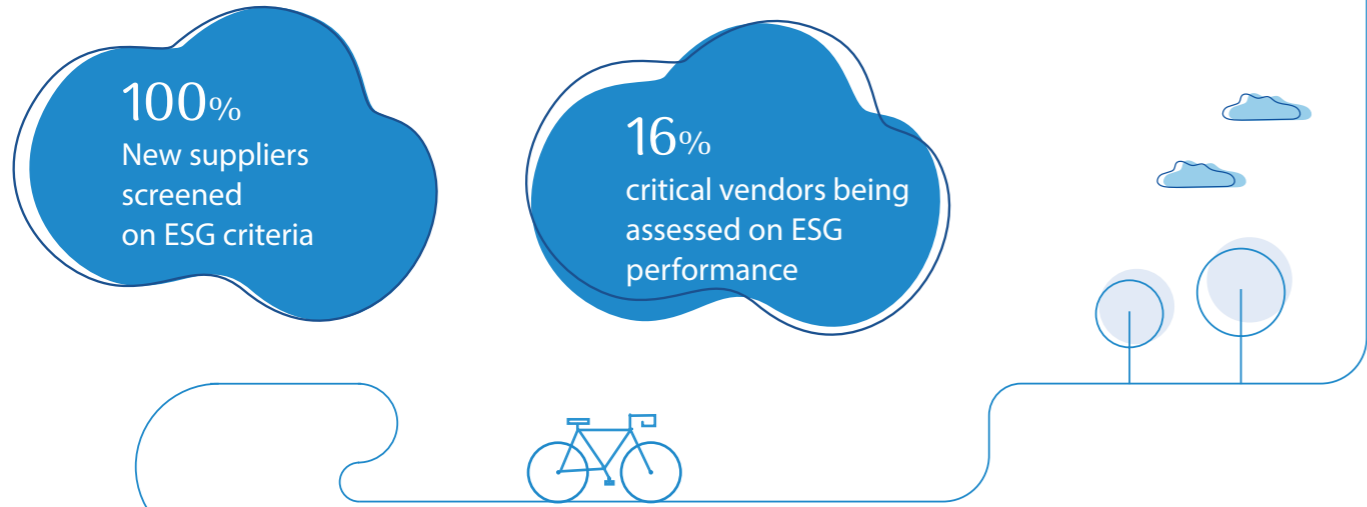 100%
New suppliers
screened
on ESG criteria
16%
critical vendors being
assessed on ESG
performance